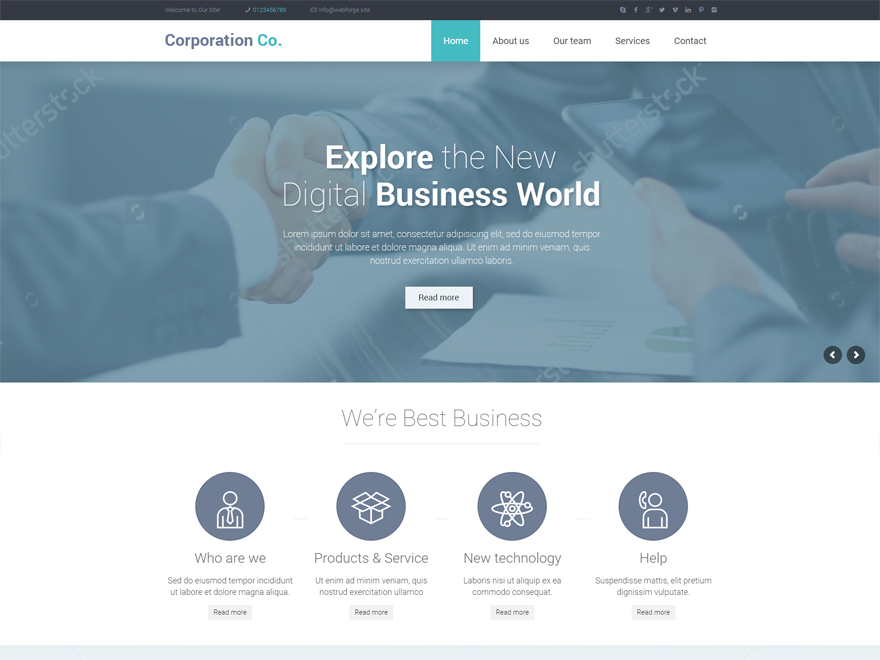 Welcome to Our Site!
0123456789
info@webforge.site
Corporation Co.
Home
About us
Our team
Services
Contact
Explore the New
Digital Business World
Lorem ipsum dolor sit amet, consectetur adipisicing elit, sed do eiusmod tempor
incididunt ut labore et dolore magna aliqua. Ut enim ad minim veniam, quis
nostrud exercitation ullamco laboris.
Read more
shutterstock
shutterstock
We're Best Business
Who are we
Products & Service
New technology
Help
Sed do eiusmod tempor incididunt
ut labore et dolore magna aliqua.
Ut enim ad minim veniam, quis
nostrud exercitation ullamco
Laboris nisi ut aliquip ex ea
commodo consequat.
Suspendisse mattis, elit pretium
dignissim vulputate.
Read more
Read more
Read more
Read more